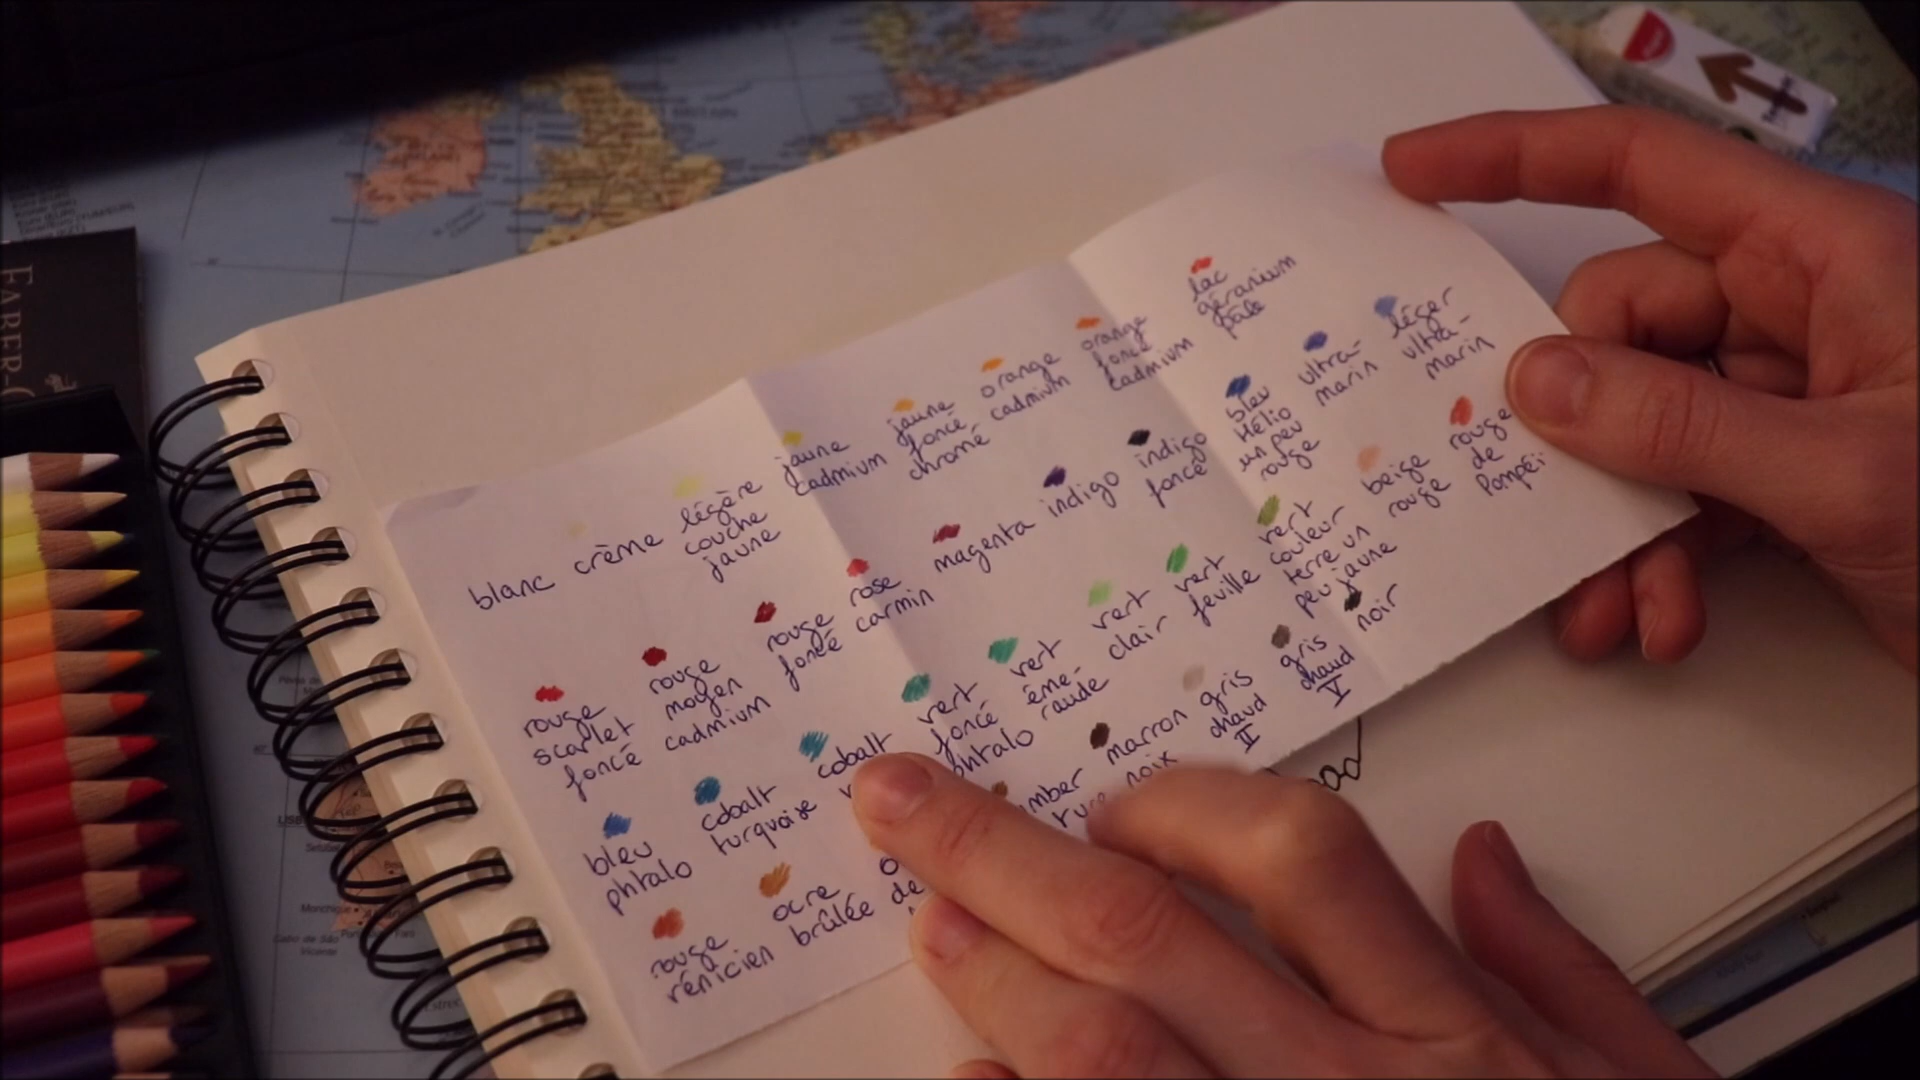 FABER-C
blanc
crème
légère
couche
jaune
jaune
cadmium
jaune
foncé
chromé
orange
cadmium
orange
foncé
cadmium
lac
géranium
pâle
rouge
scarlet
foncé
rouge
moyen
cadmium
rouge
foncé
rose
carmin
magenta
indigo
indigo
foncé
bleu
Hélio
un peu
rouge
ultra-
marin
léger
ultra-
marin
bleu
phtalo
cobalt
turquoise
cobalt
vert
foncé
phtalo
vert
éme-
raude
vert
clair
vert
feuille
vert
couleur
terre un
peu jaune
beige
rouge
rouge
de
Pompéi
rouge
rénicien
ocre
brûlée
de
marron
noix
gris
chaud
II
gris
chaud
V
noir